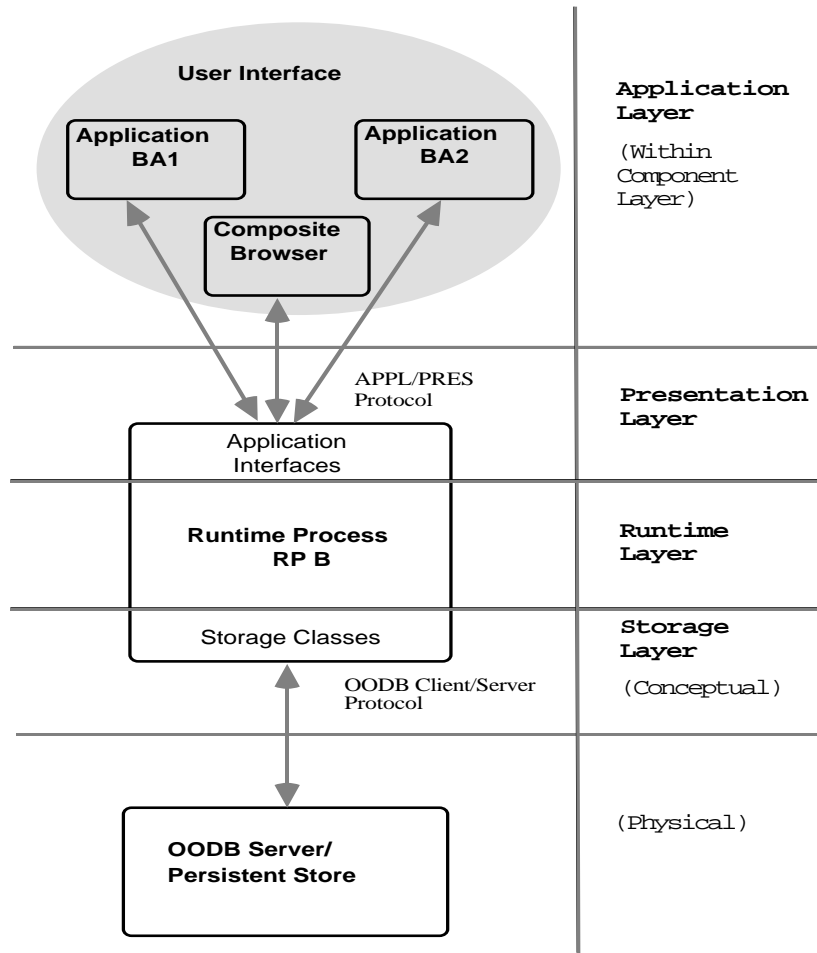 User Interface
Application
BA1
Application
BA2
Composite
Browser
Application
Layer
(Within
Component
Layer)
APPL/PRES
Protocol
Presentation
Layer
Application
Interfaces
Runtime Process
RP B
Runtime
Layer
Storage Classes
Storage
Layer
(Conceptual)
OODB Client/Server
Protocol
OODB Server/
Persistent Store
(Physical)